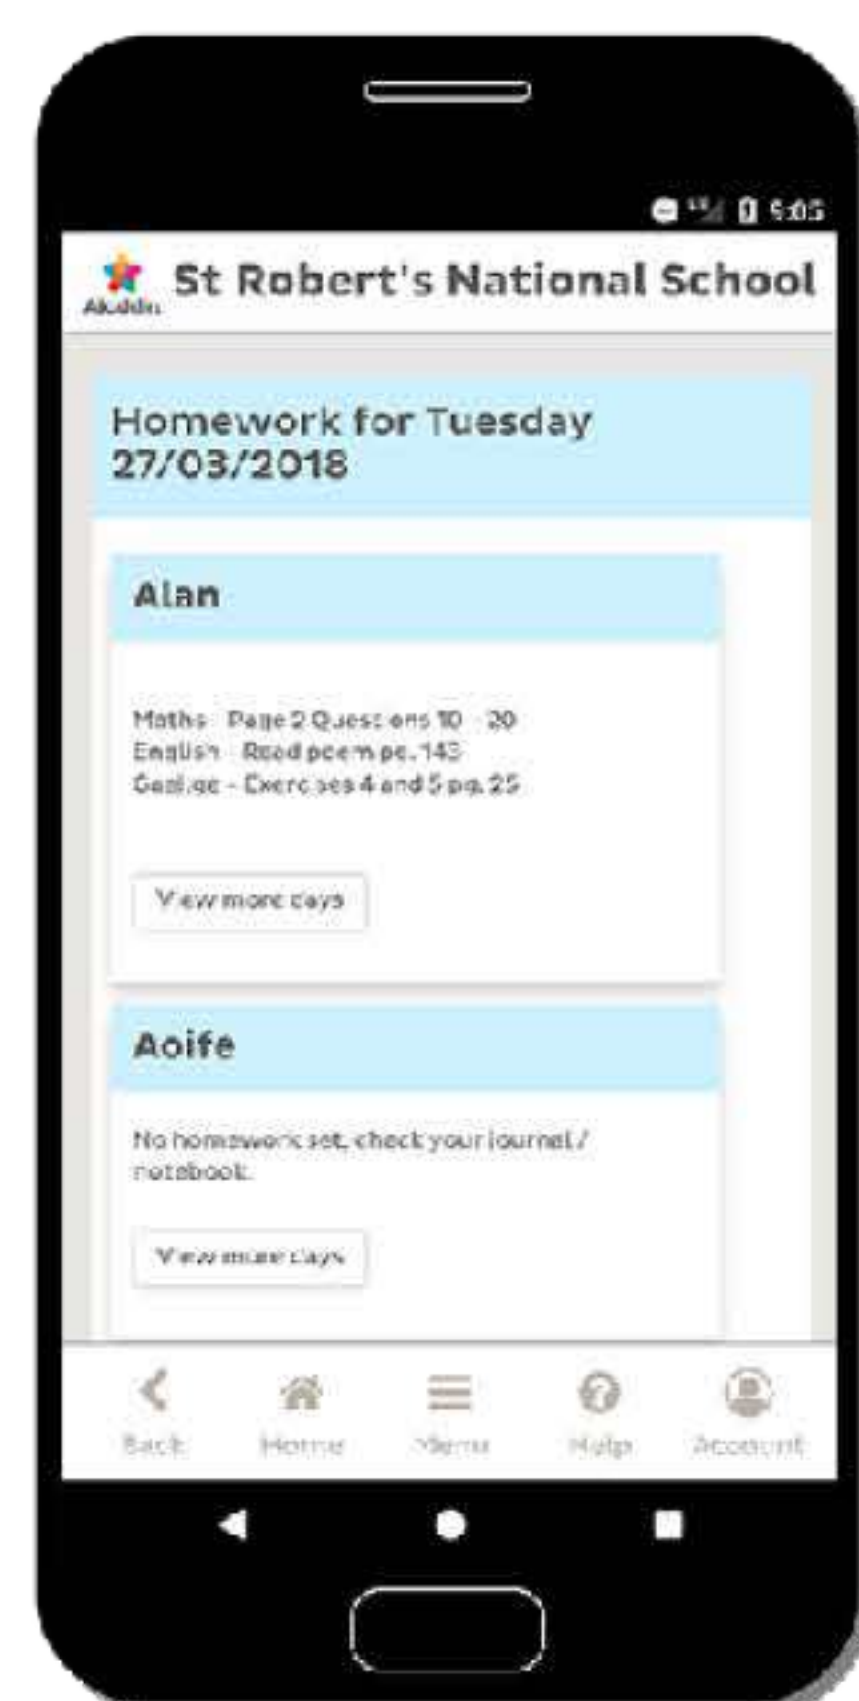 9:05
Aladdin
St Robert's National School
Homework for Tuesday
27/03/2018
Alan
Maths - Page 2 Questions 10 - 20
English - Read poem pg. 143
Gaeilge - Exercises 4 and 5 pg. 25
View more days
Aoife
No homework set, check your journal /
notebook.
View more days
Back Home Menu Help Account